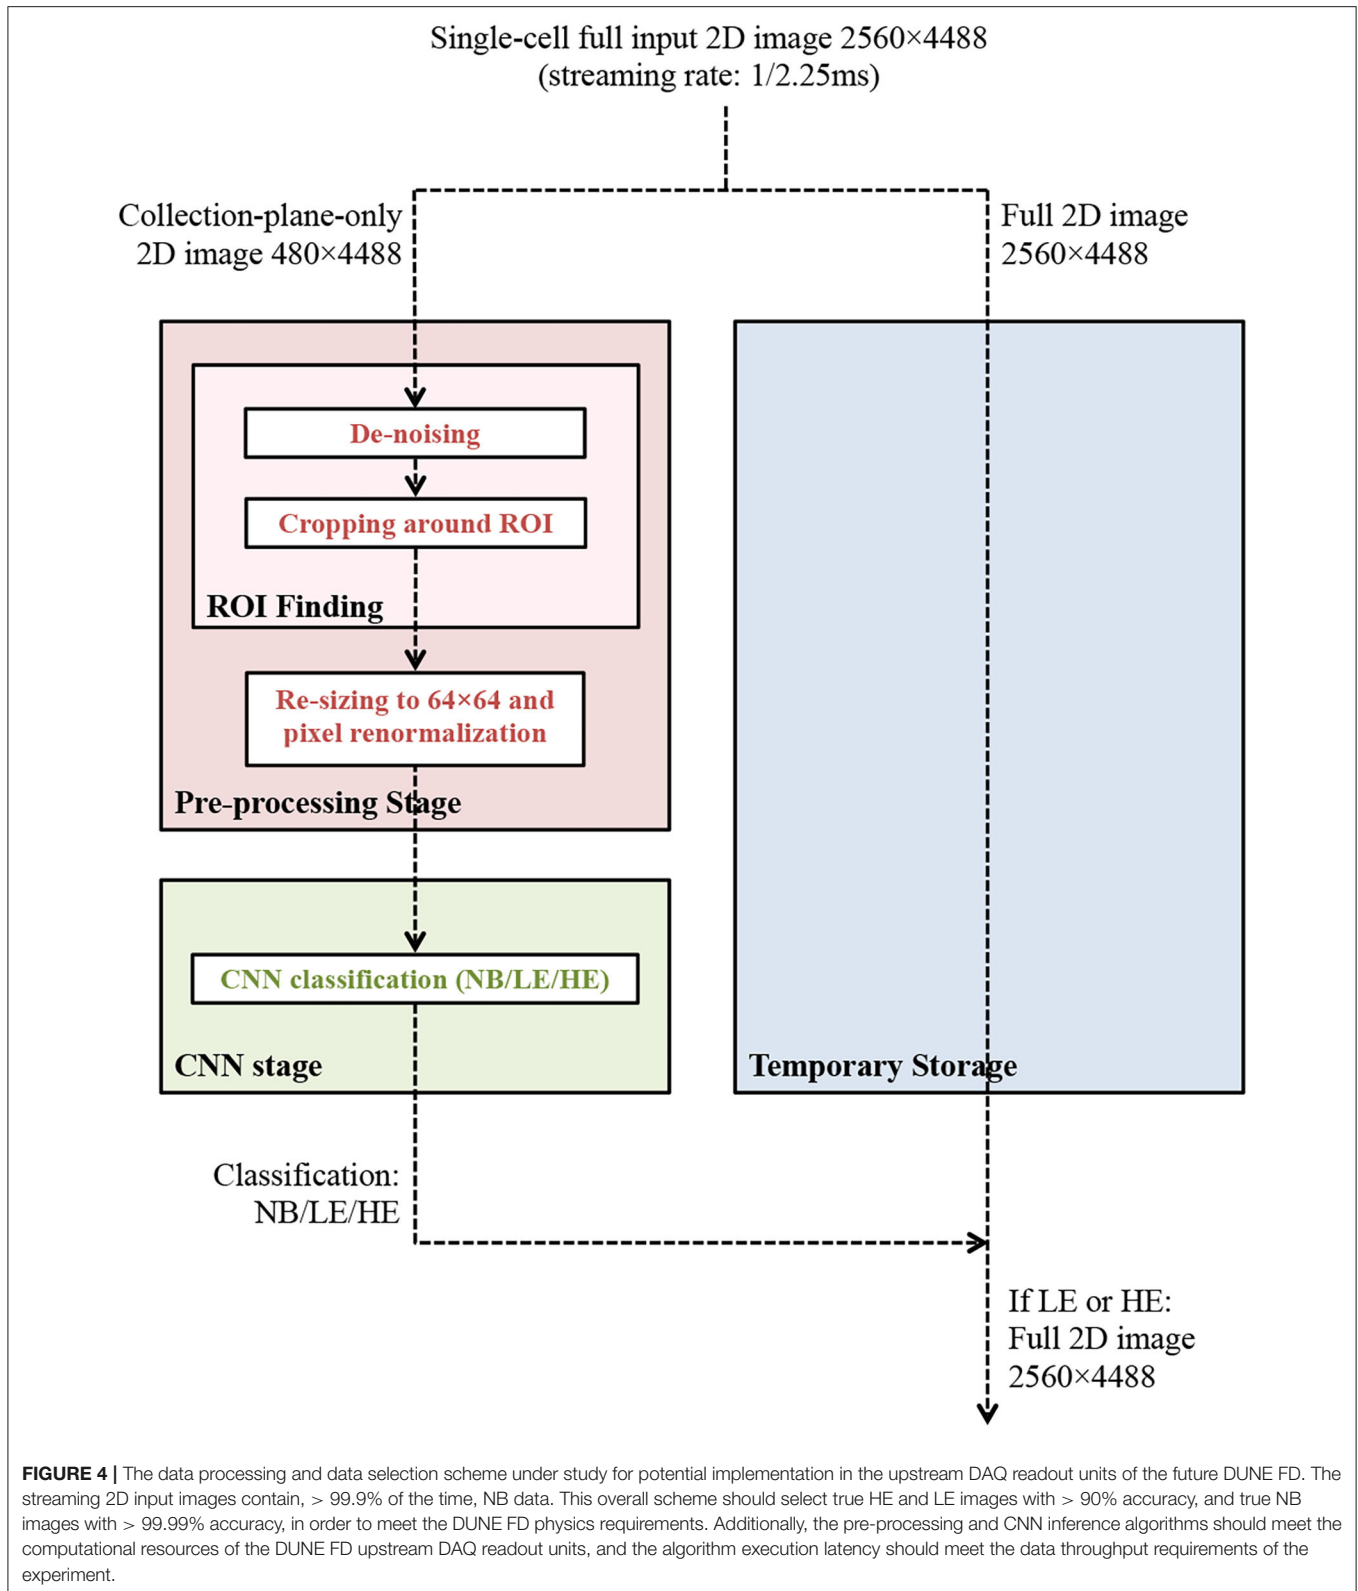 Single-cell full input 2D image 2560×4488
(streaming rate: 1/2.25ms)
Collection-plane-only
2D image 480×4488
Full 2D image
2560×4488
De-noising
Cropping around ROI
ROI Finding
Re-sizing to 64×64 and
pixel renormalization
Pre-processing Stage
CNN classification (NB/LE/HE)
CNN stage
Temporary Storage
Classification:
NB/LE/HE
If LE or HE:
Full 2D image
2560×4488
FIGURE 4 | The data processing and data selection scheme under study for potential implementation in the upstream DAQ readout units of the future DUNE FD. The
streaming 2D input images contain, > 99.9% of the time, NB data. This overall scheme should select true HE and LE images with > 90% accuracy, and true NB
images with > 99.99% accuracy, in order to meet the DUNE FD physics requirements. Additionally, the pre-processing and CNN inference algorithms should meet the
computational resources of the DUNE FD upstream DAQ readout units, and the algorithm execution latency should meet the data throughput requirements of the
experiment.